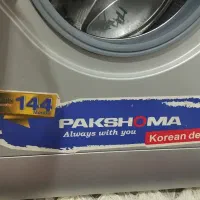 144
PAKSHOMA
Always with you
Korean de